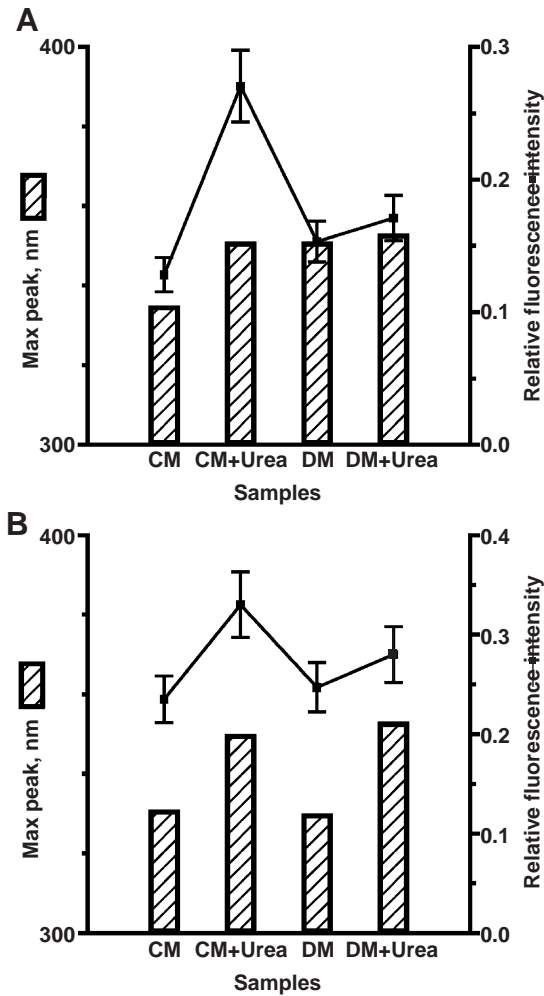 A
400
300
Max peak, nm
0.3
0.2
0.1
0.0
Relative fluorescence intensity
CM CM+Urea DM DM+Urea
Samples
B
400
300
Max peak, nm
0.4
0.3
0.2
0.1
0.0
Relative fluorescence intensity
CM CM+Urea DM DM+Urea
Samples